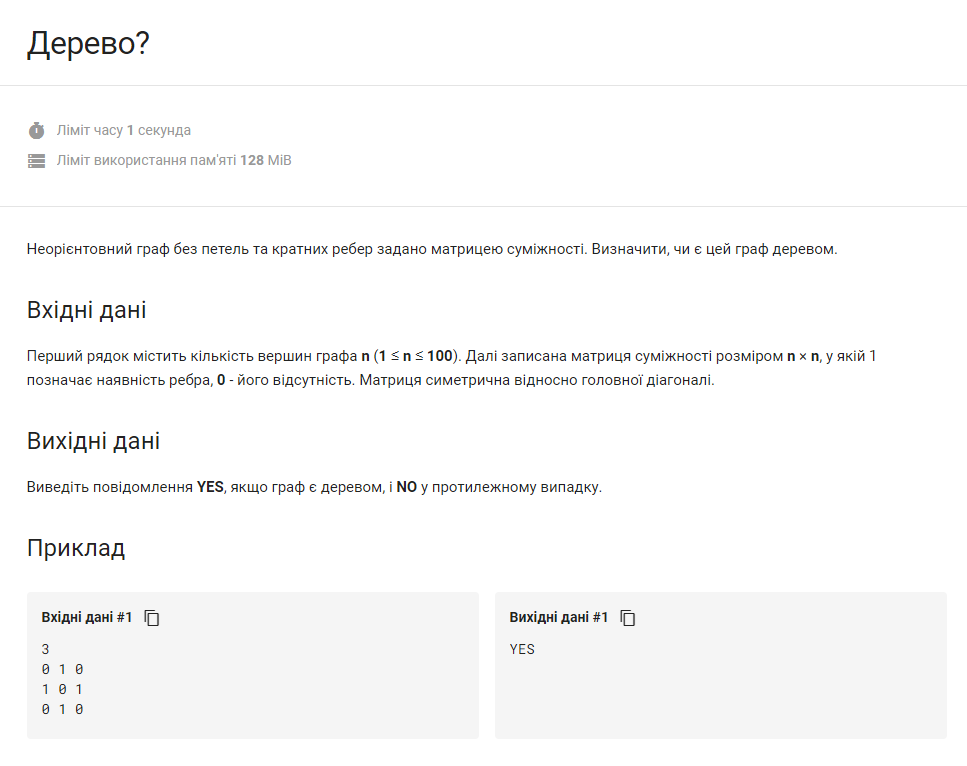 Дерево?
Ліміт часу 1 секунда
Ліміт використання пам'яті 128 MiB
Неорієнтовний граф без петель та кратних ребер задано матрицею суміжності. Визначити, чи є цей граф деревом.
Вхідні дані
Перший рядок містить кількість вершин графа n (1 ≤ n ≤ 100). Далі записана матриця суміжності розміром n × n, у якій 1
позначає наявність ребра, 0 - його відсутність. Матриця симетрична відносно головної діагоналі.
Вихідні дані
Виведіть повідомлення YES, якщо граф є деревом, і NO у протилежному випадку.
Приклад
Вхідні дані #1
3
0 1 0
1 0 1
0 1 0
Вихідні дані #1
YES